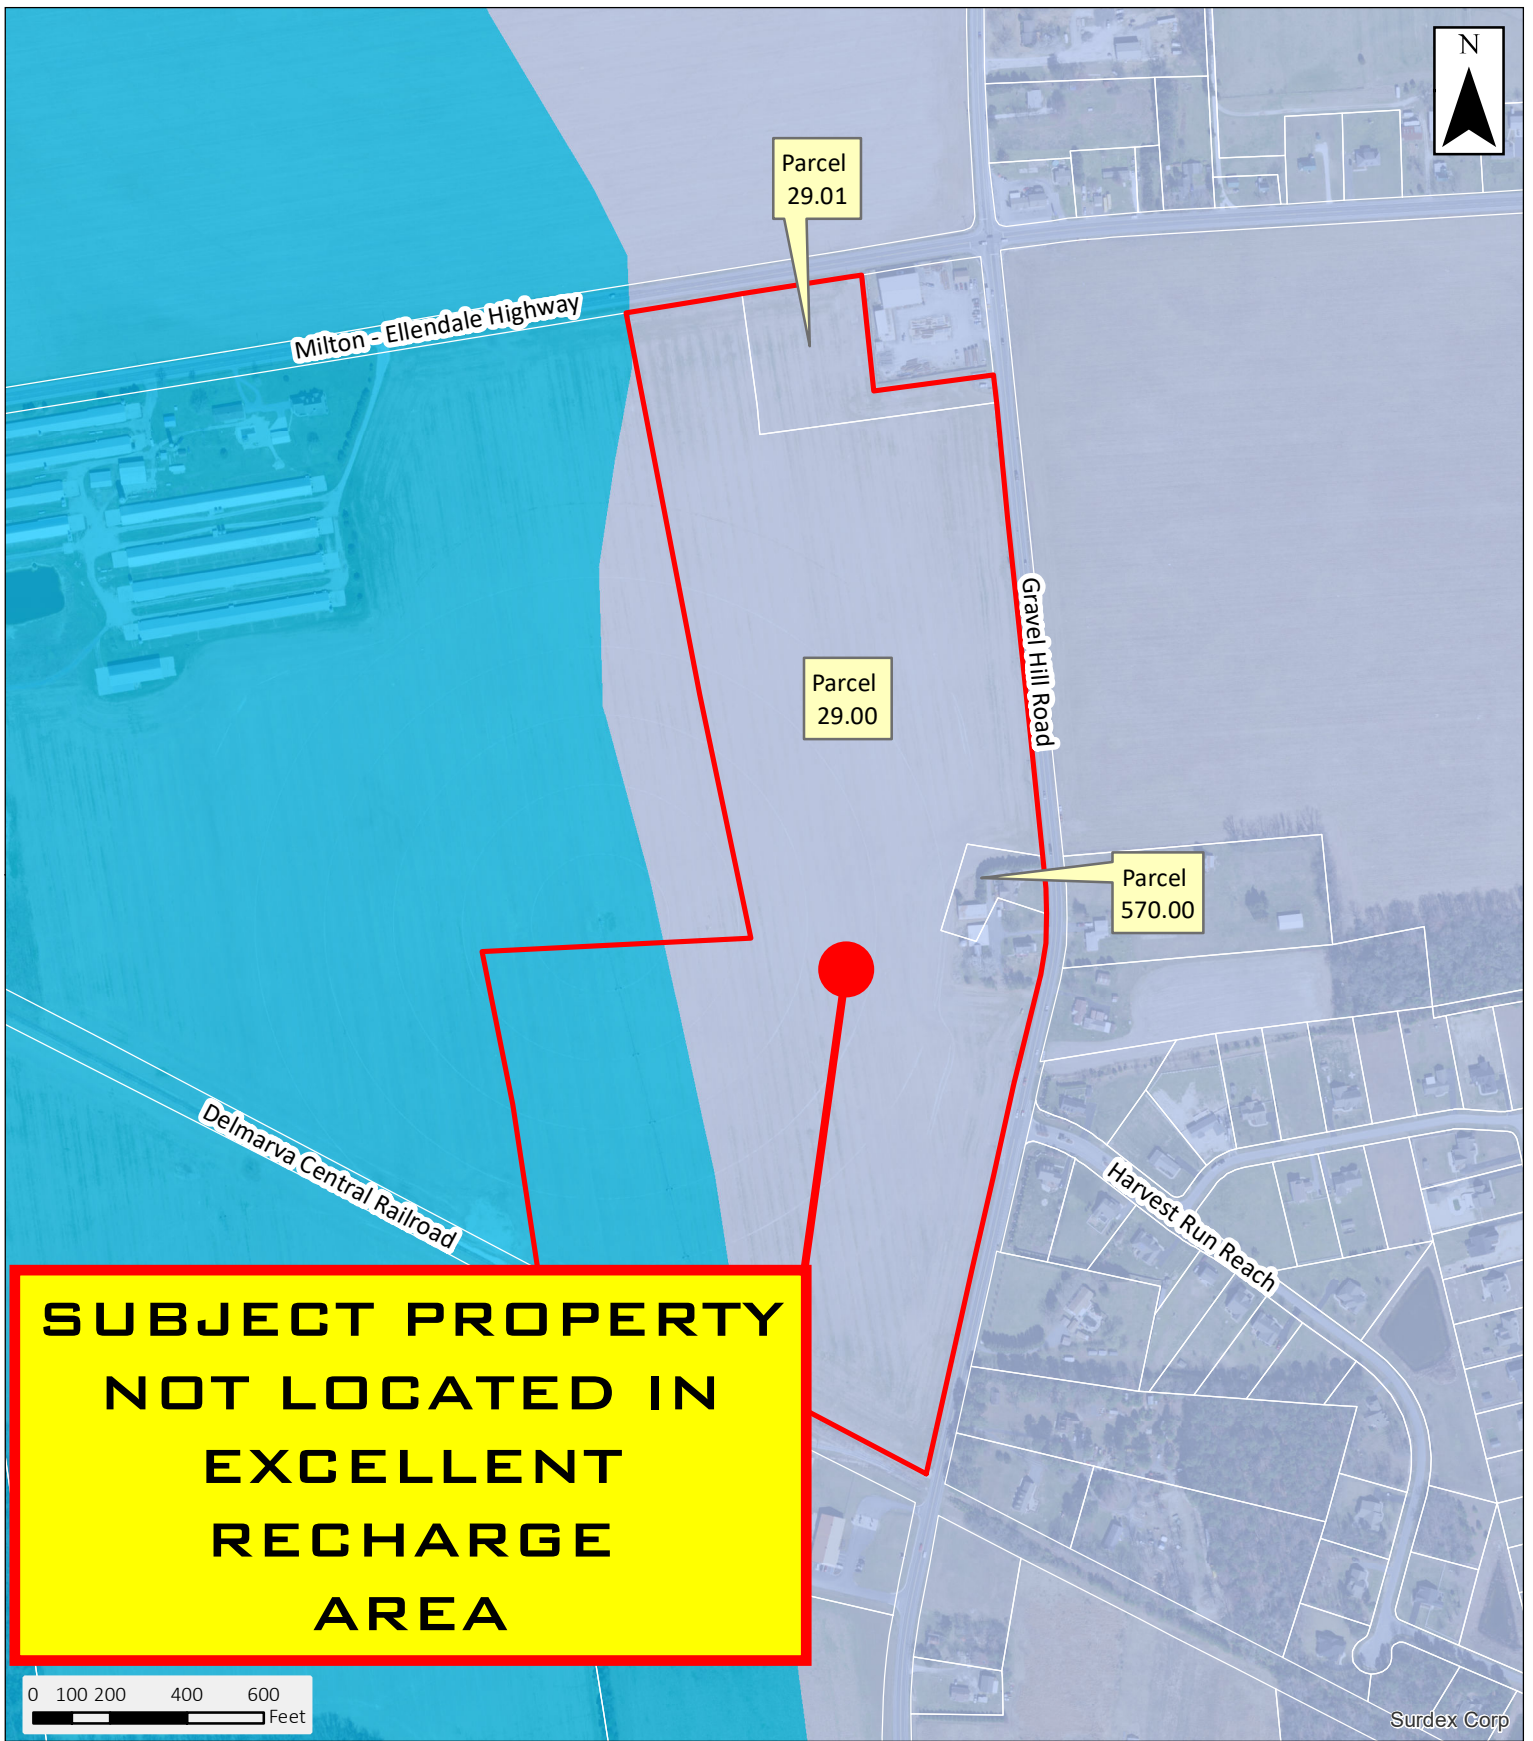 N
Parcel
29.01
Milton - Ellendale Highway
Gravel Hill Road
Parcel
29.00
Parcel
570.00
Delmarva Central Railroad
Harvest Run Reach
SUBJECT PROPERTY
NOT LOCATED IN
EXCELLENT
RECHARGE
AREA
0 100 200 400 600
Feet
Surdex Corp